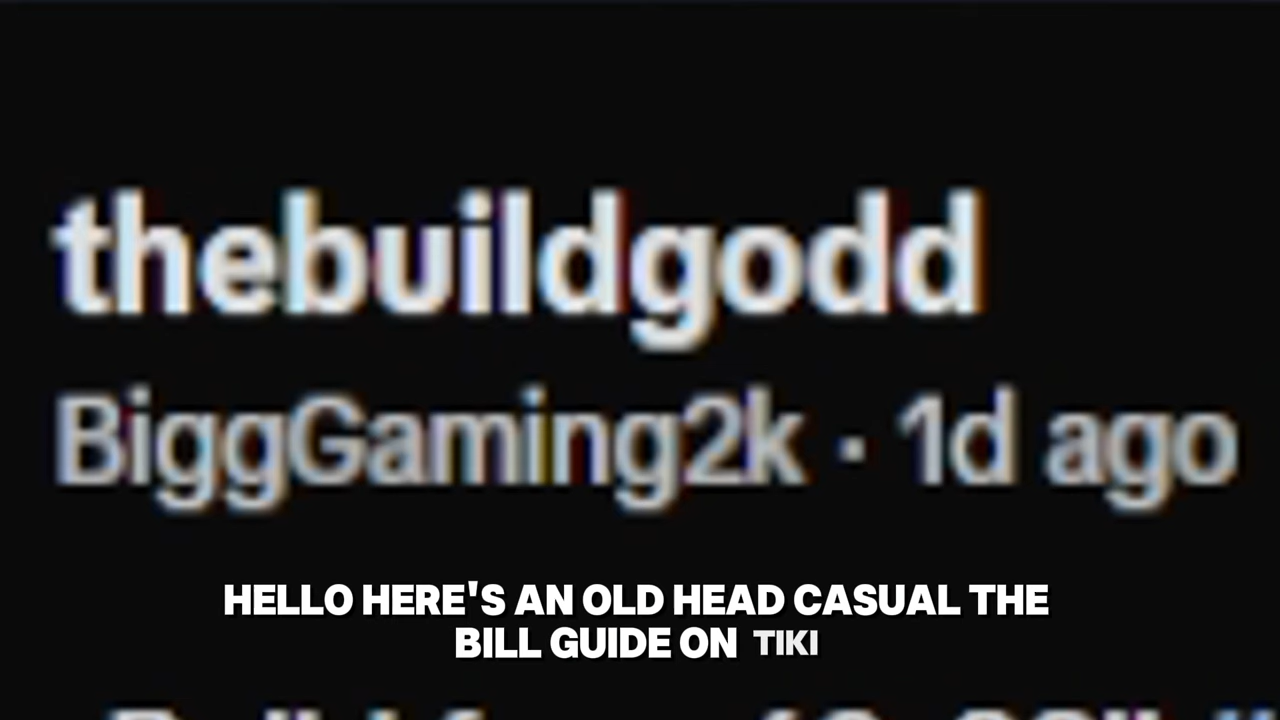 thebuildgodd
BiggGaming2k · 1d ago
HELLO HERE'S AN OLD HEAD CASUAL THE
BILL GUIDE ON TIKI